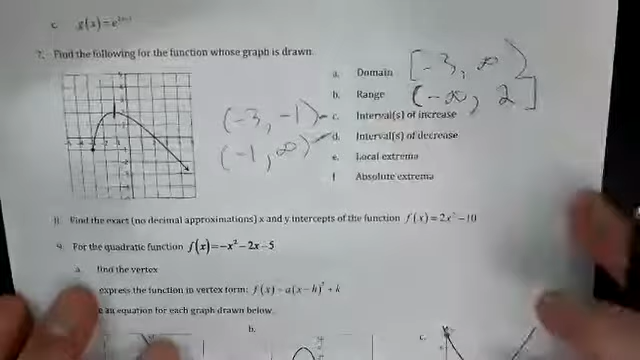 c. g(x)=e
7. Find the following for the function whose graph is drawn.
a. Domain [-3, ∞)
b. Range (-∞, 2]
(-3, -1) c. Interval(s) of increase
(-1, ∞) d. Interval(s) of decrease
e. Local extrema
f Absolute extrema
8. Find the exact (no decimal approximations) x and y intercepts of the function f(x)=2x²-10
9. For the quadratic function f(x)=-x²-2x-5
a. find the vertex
express the function in vertex form: f(x)=a(x-h)²+k
an equation for each graph drawn below.
b.
c.